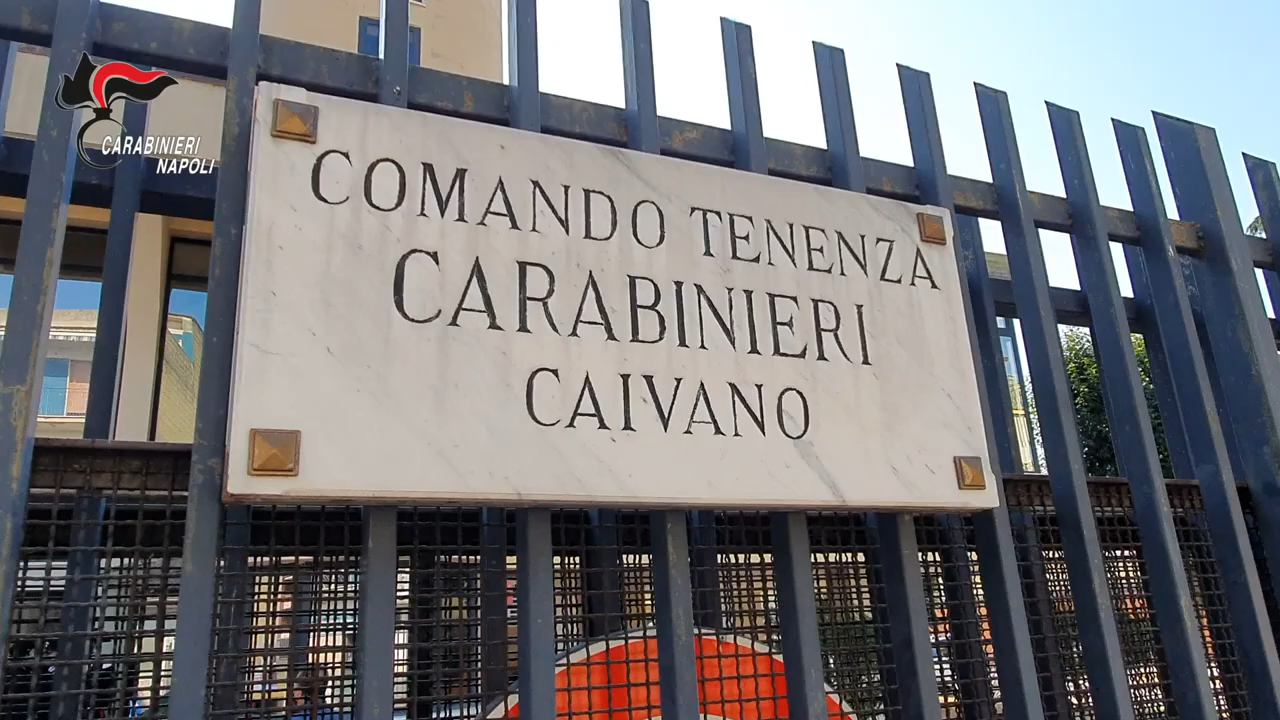 CARABINIERI
NAPOLI
COMANDO TENENZA
CARABINIERI
CAIVANO